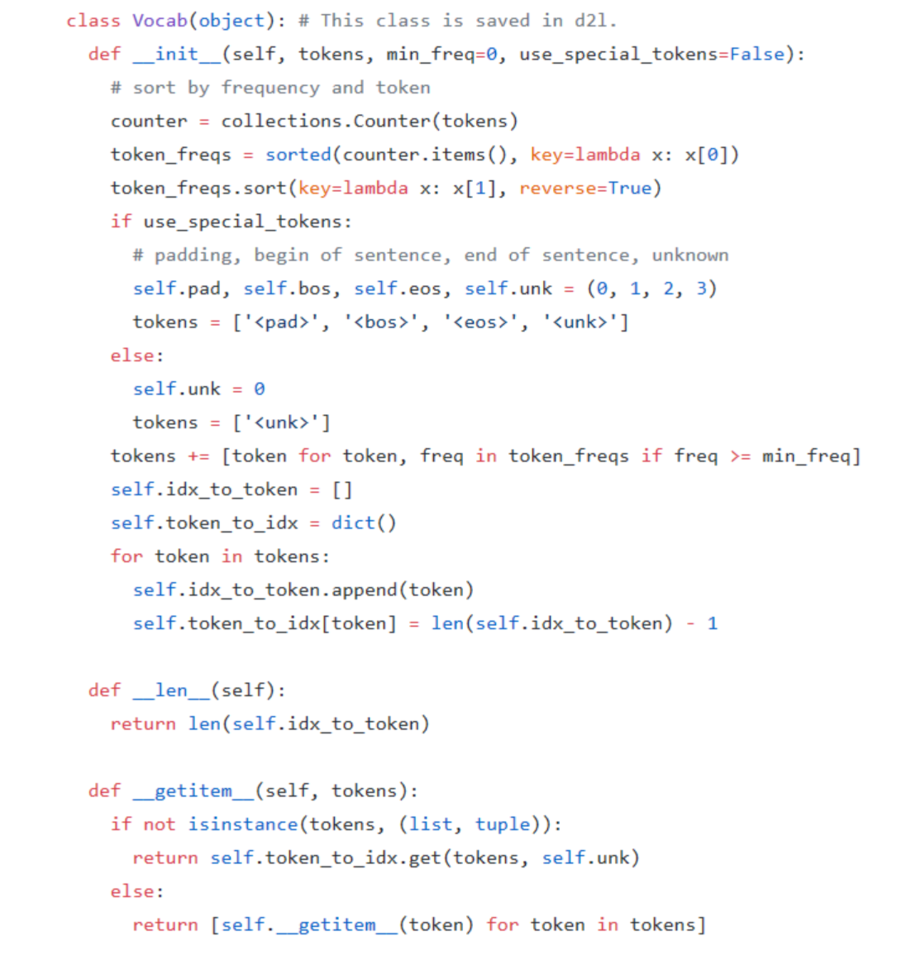 class Vocab(object): # This class is saved in d2l.
  def __init__(self, tokens, min_freq=0, use_special_tokens=False):
    # sort by frequency and token
    counter = collections.Counter(tokens)
    token_freqs = sorted(counter.items(), key=lambda x: x[0])
    token_freqs.sort(key=lambda x: x[1], reverse=True)
    if use_special_tokens:
      # padding, begin of sentence, end of sentence, unknown
      self.pad, self.bos, self.eos, self.unk = (0, 1, 2, 3)
      tokens = ['<pad>', '<bos>', '<eos>', '<unk>']
    else:
      self.unk = 0
      tokens = ['<unk>']
    tokens += [token for token, freq in token_freqs if freq >= min_freq]
    self.idx_to_token = []
    self.token_to_idx = dict()
    for token in tokens:
      self.idx_to_token.append(token)
      self.token_to_idx[token] = len(self.idx_to_token) - 1

  def __len__(self):
    return len(self.idx_to_token)

  def __getitem__(self, tokens):
    if not isinstance(tokens, (list, tuple)):
      return self.token_to_idx.get(tokens, self.unk)
    else:
      return [self.__getitem__(token) for token in tokens]